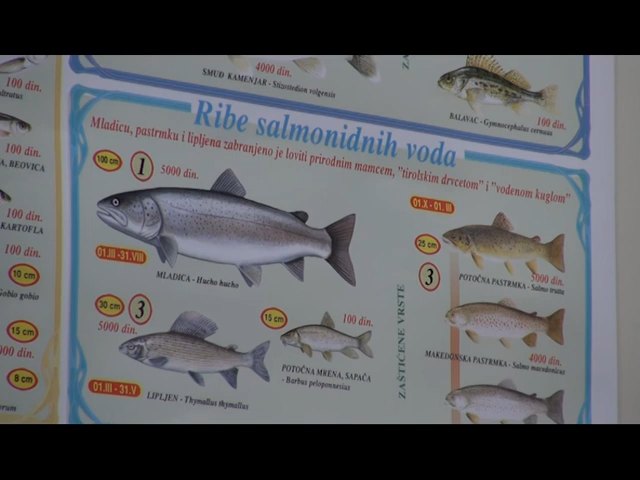 100 din.
100 din.
A, BEOVICA
100 din.
KARTOFLA
100 din.
10 cm
Gobio gobio
15 cm
8 cm
4000 din.
SMUĐ KAMENJAR - Stizostedion volgensis
BALAVAC - Gymnocephalus cernuus
100 din.
Ribe salmonidnih voda
Mladicu, pastrmku i lipljena zabranjeno je loviti prirodnim mamcem, "tirolskim drvcetom" i "vodenom kuglom"
100 cm
1
5000 din.
01.III-31.VIII
MLADICA - Hucho hucho
30 cm
3
5000 din.
01.III-31.V
LIPLJEN - Thymallus thymallus
15 cm
100 din.
POTOČNA MRENA, SAPAČA
- Barbus peloponnesius
ZAŠTIĆENE VRSTE
01.X - 01.III
25 cm
3
5000 din.
POTOČNA PASTRMKA - Salmo trutta
4000 din.
MAKEDONSKA PASTRMKA - Salmo macedonicus